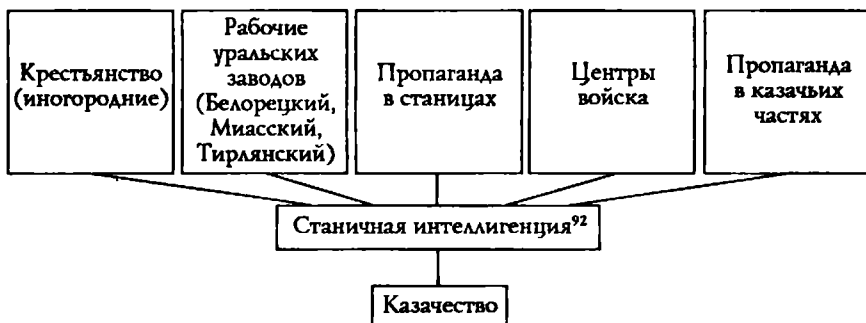 Крестьянство
(иногородние)
Рабочие
уральских
заводов
(Белорецкий,
Миасский,
Тирлянский)
Пропаганда
в станицах
Центры
войска
Пропаганда
в казачьих
частях
Станичная интеллигенция⁹²
Казачество